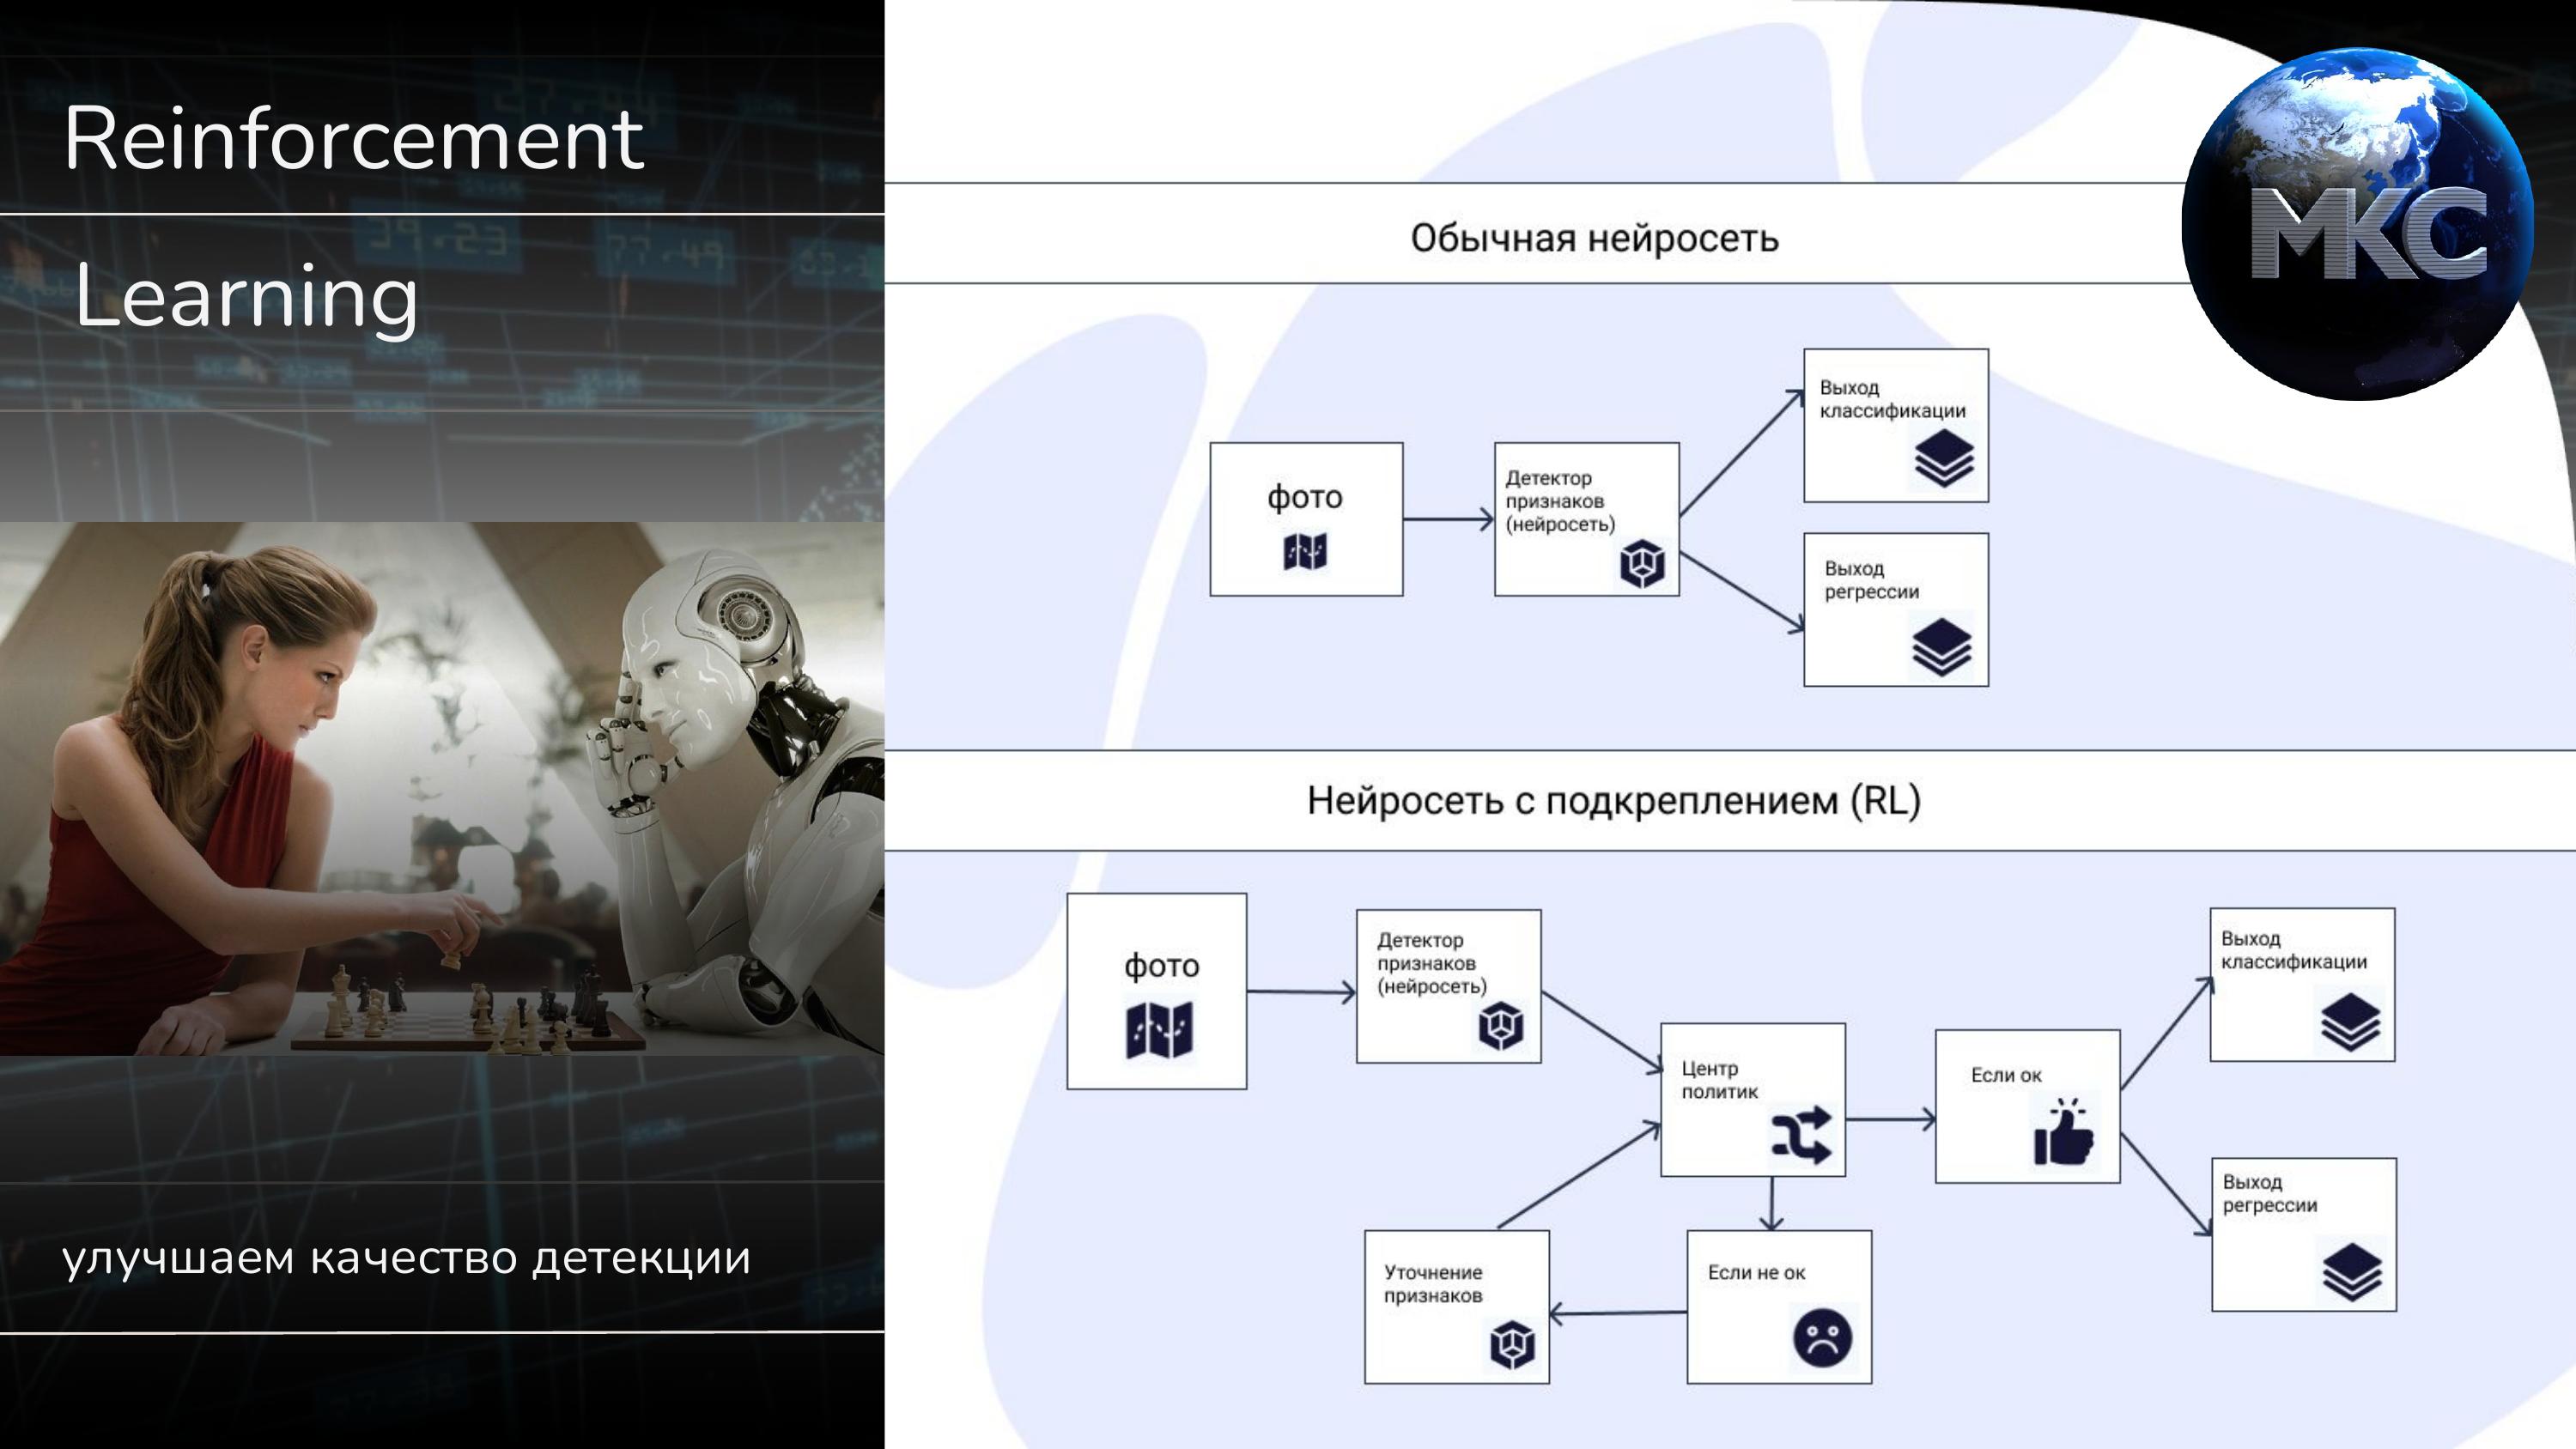 Reinforcement
Learning
улучшаем качество детекции
МКС
Обычная нейросеть
фото
Детектор
признаков
(нейросеть)
Выход
классификации
Выход
регрессии
Нейросеть с подкреплением (RL)
фото
Детектор
признаков
(нейросеть)
Центр
политик
Если ок
Выход
классификации
Выход
регрессии
Если не ок
Уточнение
признаков